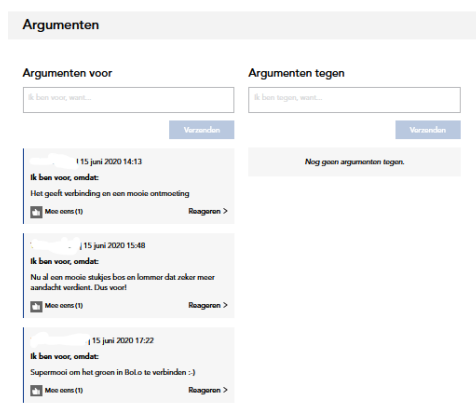 Argumenten
Argumenten voor
Ik ben voor, want...
Verzenden
15 juni 2020 14:13
Ik ben voor, omdat:
Het geeft verbinding en een mooie ontmoeting
Mee eens (1) Reageren >
| 15 juni 2020 15:48
Ik ben voor, omdat:
Nu al een mooie stukjes bos en lommer dat zeker meer
aandacht verdient. Dus voor!
Mee eens (1) Reageren >
| 15 juni 2020 17:22
Ik ben voor, omdat:
Supermooi om het groen in BoLo te verbinden :-)
Mee eens (1) Reageren >
Argumenten tegen
Ik ben tegen, want...
Verzenden
Nog geen argumenten tegen.